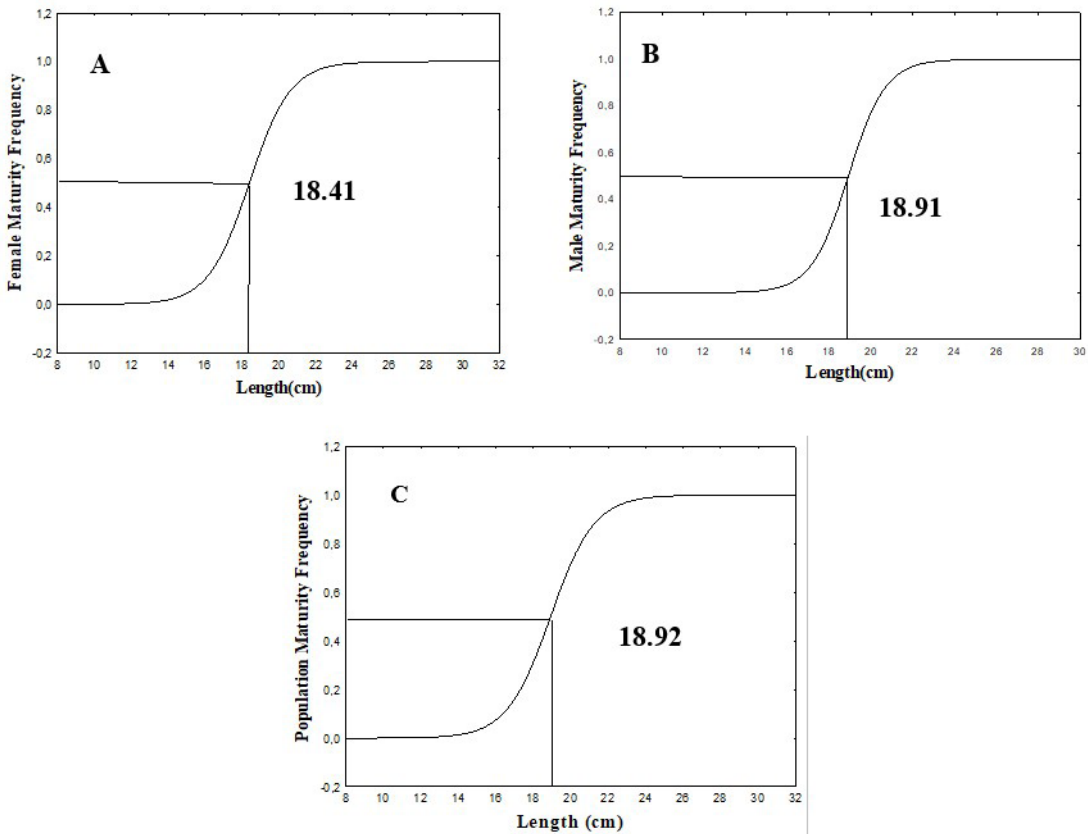 A
Female Maturity Frequency
1,2
1,0
0,8
0,6
0,4
0,2
0,0
-0,2
18.41
8 10 12 14 16 18 20 22 24 26 28 30 32
Length(cm)
B
Male Maturity Frequency
1,2
1,0
0,8
0,6
0,4
0,2
0,0
-0,2
18.91
8 10 12 14 16 18 20 22 24 26 28 30
Length(cm)
C
Population Maturity Frequency
1,2
1,0
0,8
0,6
0,4
0,2
0,0
-0,2
18.92
8 10 12 14 16 18 20 22 24 26 28 30 32
Length (cm)